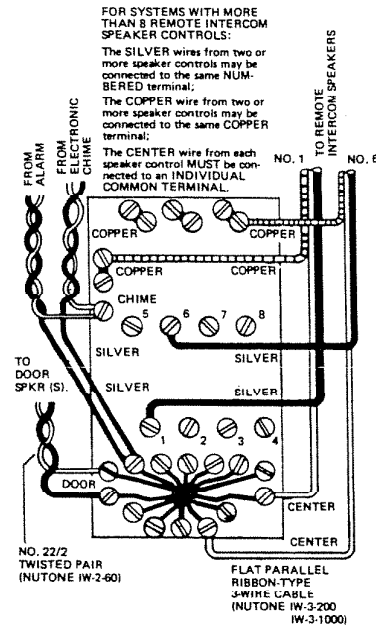 FOR SYSTEMS WITH MORE
THAN 8 REMOTE INTERCOM
SPEAKER CONTROLS:
The SILVER wires from two or
more speaker controls may be
connected to the same NUM-
BERED terminal;
The COPPER wire from two or
more speaker controls may be
connected to the same COPPER
terminal;
The CENTER wire from each
speaker control MUST be con-
nected to an INDIVIDUAL
COMMON TERMINAL.
FROM
ALARM
FROM
ELECTRONIC
CHIME
TO REMOTE
INTERCON SPEAKERS
NO. 1
NO. 6
COPPER
COPPER
COPPER
COPPER
CHIME
5
6
7
8
SILVER
SILVER
TO
DOOR
SPKR (S).
SILVER
SILVER
1
2
3
4
DOOR
CENTER
CENTER
NO. 22/2
TWISTED PAIR
(NUTONE IW-2-60)
FLAT PARALLEL
RIBBON-TYPE
3-WIRE CABLE
(NUTONE IW-3-200
IW-3-1000)